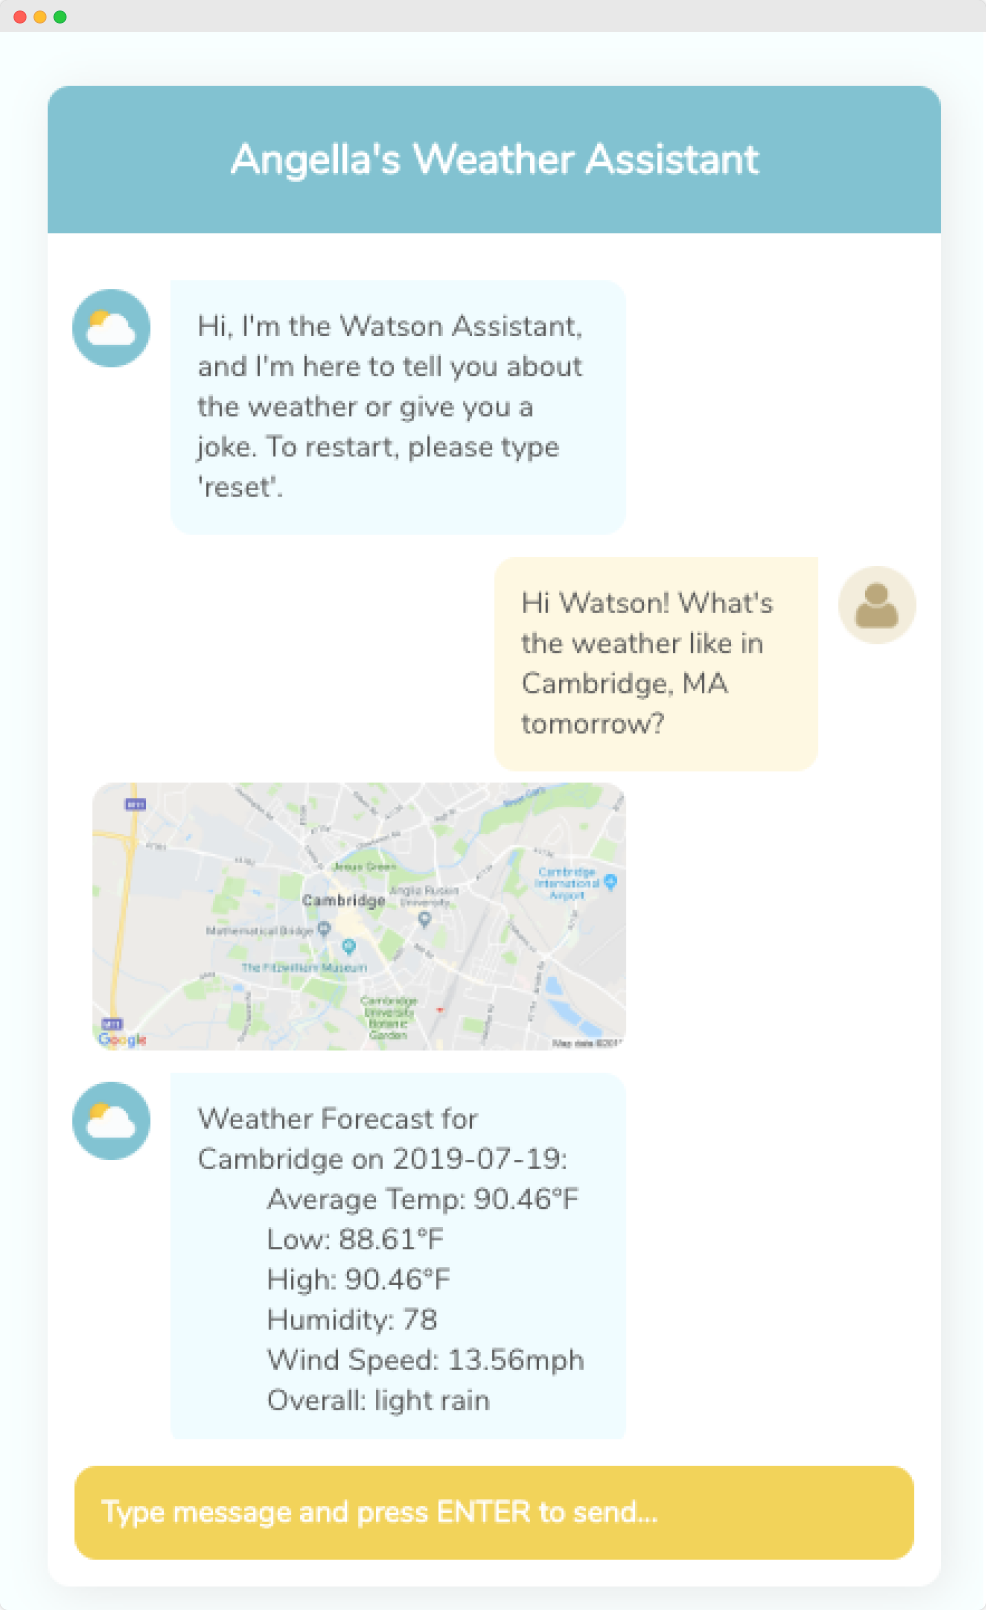 Angella's Weather Assistant
Hi, I'm the Watson Assistant,
and I'm here to tell you about
the weather or give you a
joke. To restart, please type
'reset'.
Hi Watson! What's
the weather like in
Cambridge, MA
tomorrow?
M11
Jesus Green
Cambridge
Anglia Ruskin
University
Cambridge
International
Airport
Mathematical Bridge
The Fitzwilliam Museum
Cambridge
University
Botanic
Garden
M11
Google
Weather Forecast for
Cambridge on 2019-07-19:
Average Temp: 90.46°F
Low: 88.61°F
High: 90.46°F
Humidity: 78
Wind Speed: 13.56mph
Overall: light rain
Type message and press ENTER to send...